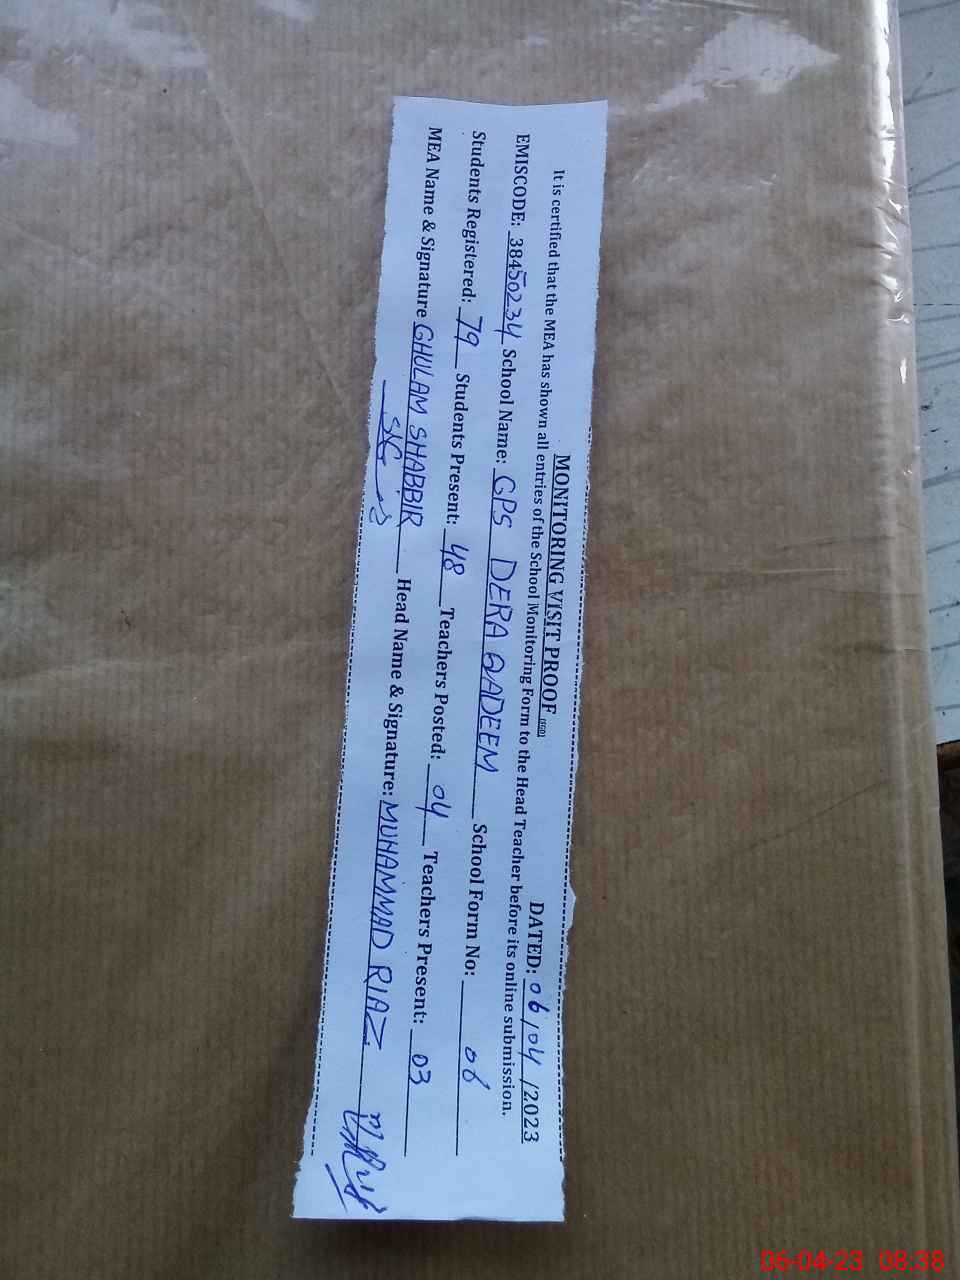 MONITORING VISIT PROOF (SFD) DATED: 06/04/2023
It is certified that the MEA has shown all entries of the School Monitoring Form to the Head Teacher before its online submission.
EMISCODE: 38450234 School Name: GPS DERA QADEEM School Form No: 06
Students Registered: 79 Students Present: 48 Teachers Posted: 04 Teachers Present: 03
MEA Name & Signature GHULAM SHABBIR Head Name & Signature: MUHAMMAD RIAZ
06-04-23 08:38